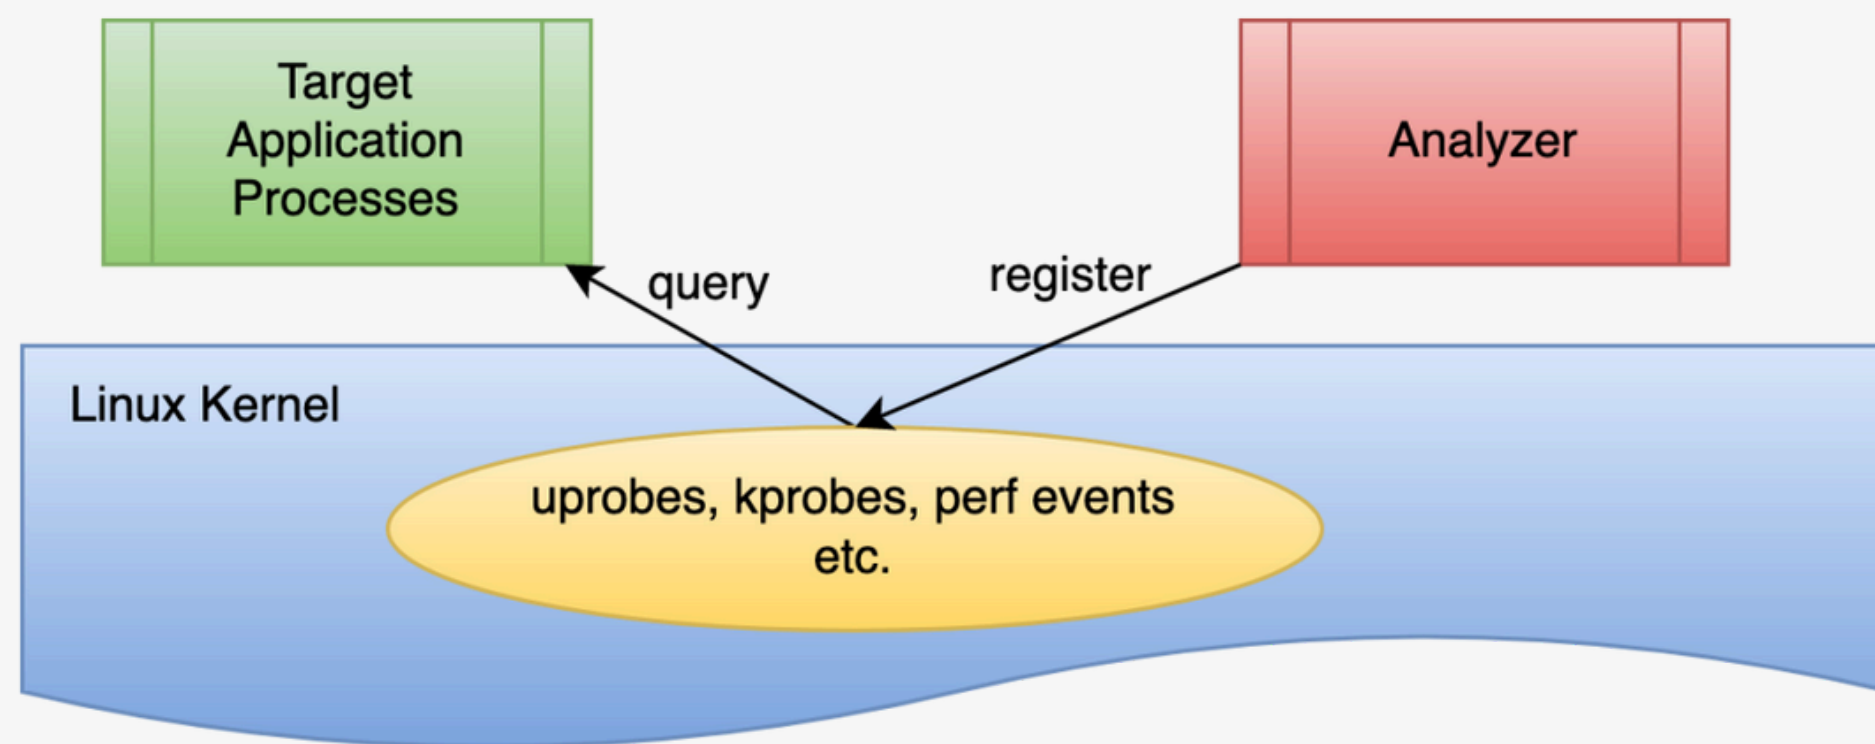 Target
Application
Processes
Analyzer
query
register
Linux Kernel
uprobes, kprobes, perf events
etc.